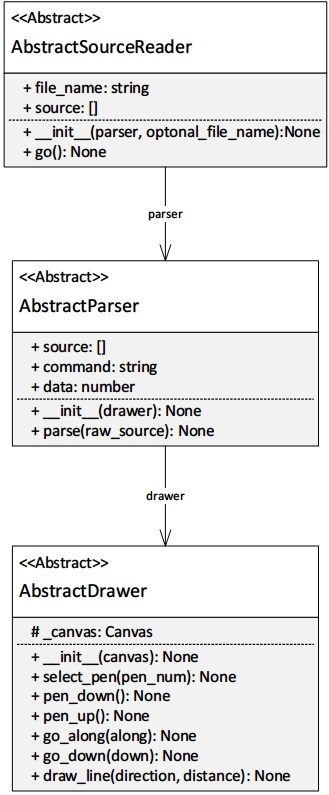 <<Abstract>>
AbstractSourceReader
+ file_name: string
+ source: []
+ __init__(parser, optonal_file_name):None
+ go(): None
parser
<<Abstract>>
AbstractParser
+ source: []
+ command: string
+ data: number
+ __init__(drawer): None
+ parse(raw_source): None
drawer
<<Abstract>>
AbstractDrawer
# _canvas: Canvas
+ __init__(canvas): None
+ select_pen(pen_num): None
+ pen_down(): None
+ pen_up(): None
+ go_along(along): None
+ go_down(down): None
+ draw_line(direction, distance): None